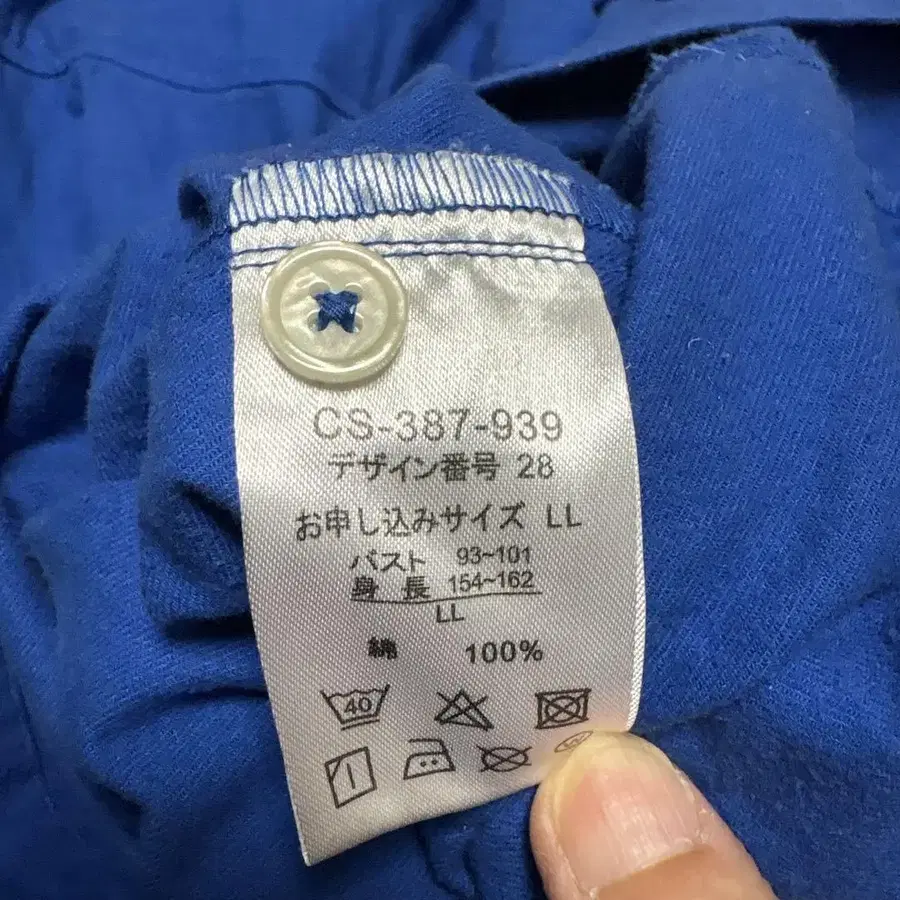 CS-387-939
デザイン番号 28
お申し込みサイズ LL
バスト 93~101
身長 154~162
LL
綿 100%
40
W